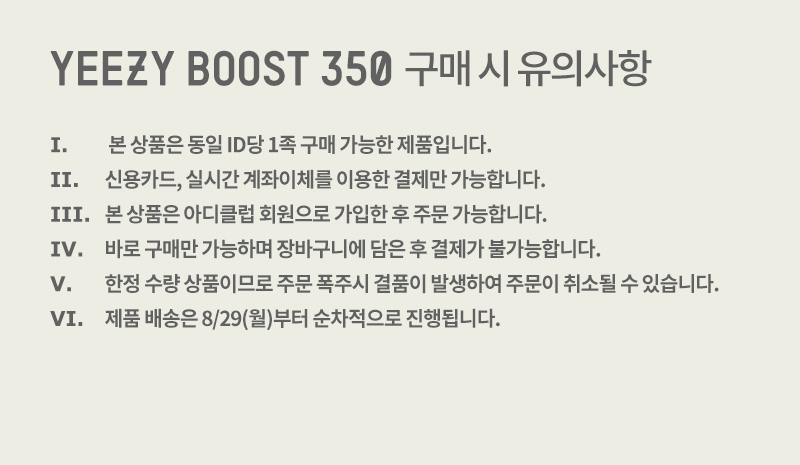 YEEZY BOOST 350 구매 시 유의사항
I. 본 상품은 동일 ID당 1족 구매 가능한 제품입니다.
II. 신용카드, 실시간 계좌이체를 이용한 결제만 가능합니다.
III. 본 상품은 아디클럽 회원으로 가입한 후 주문 가능합니다.
IV. 바로 구매만 가능하며 장바구니에 담은 후 결제가 불가능합니다.
V. 한정 수량 상품이므로 주문 폭주시 결품이 발생하여 주문이 취소될 수 있습니다.
VI. 제품 배송은 8/29(월)부터 순차적으로 진행됩니다.